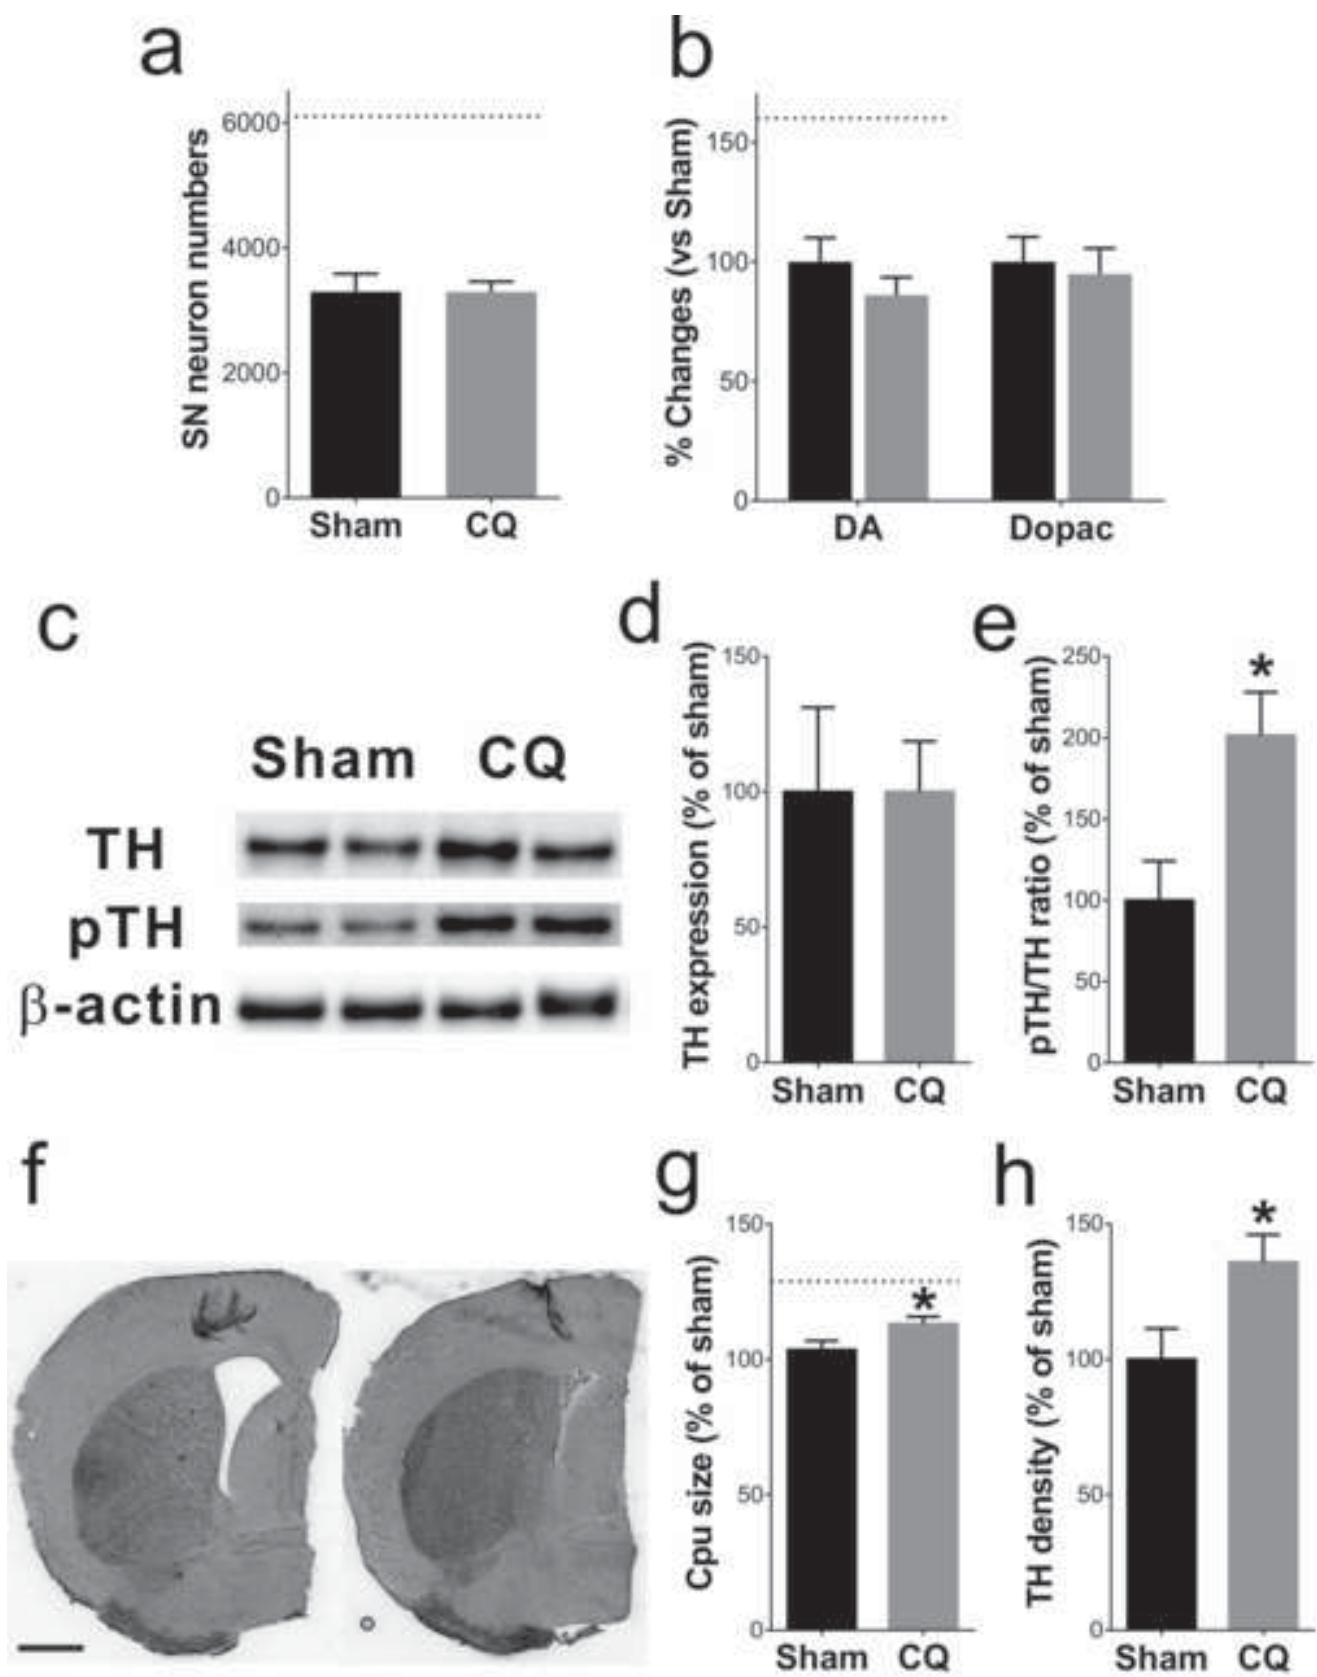 a
SN neuron numbers
6000
4000
2000
0
Sham CQ
b
% Changes (vs Sham)
150
100
50
0
DA Dopac
c
Sham CQ
TH
pTH
β-actin
d
TH expression (% of sham)
150
100
50
0
Sham CQ
e
pTH/TH ratio (% of sham)
250
200
150
100
50
0
*
Sham CQ
f
g
Cpu size (% of sham)
150
100
50
0
*
Sham CQ
h
TH density (% of sham)
150
100
50
0
*
Sham CQ